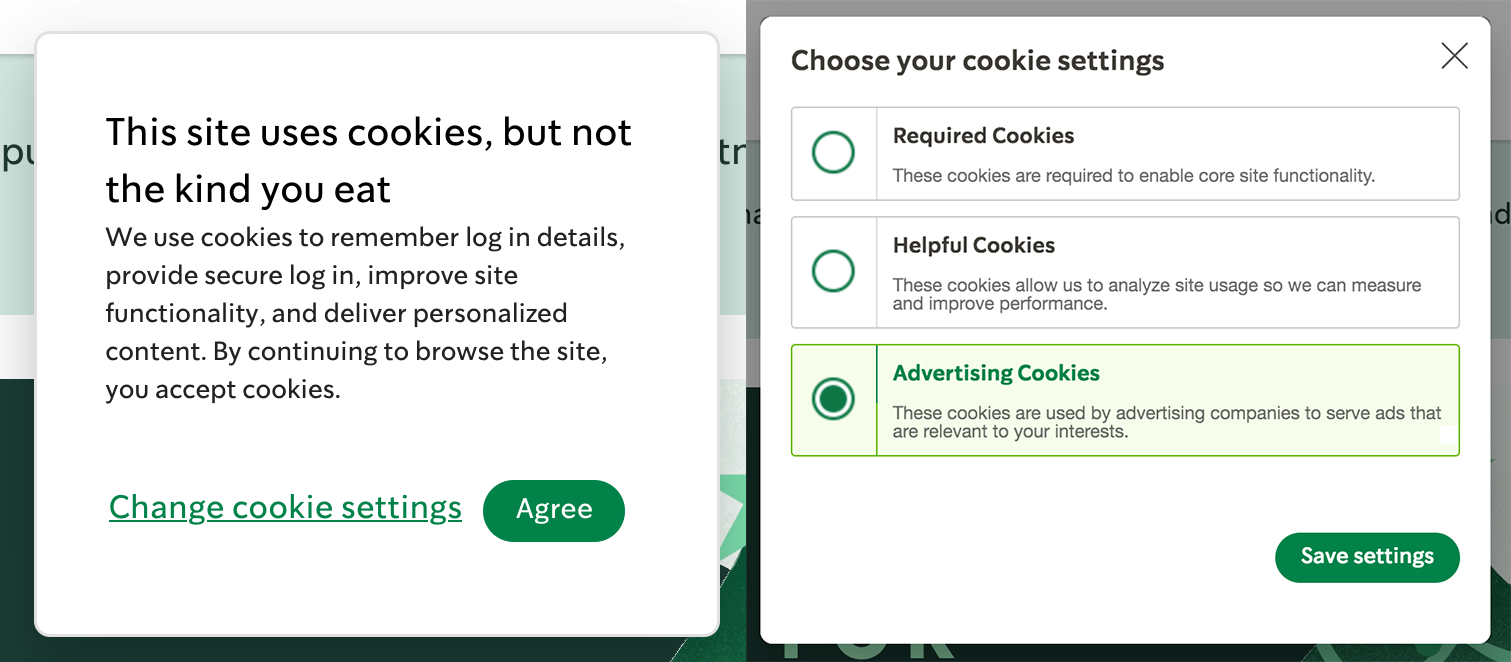 This site uses cookies, but not
the kind you eat
We use cookies to remember log in details,
provide secure log in, improve site
functionality, and deliver personalized
content. By continuing to browse the site,
you accept cookies.
Change cookie settings
Agree
Choose your cookie settings
Required Cookies
These cookies are required to enable core site functionality.
Helpful Cookies
These cookies allow us to analyze site usage so we can measure
and improve performance.
Advertising Cookies
These cookies are used by advertising companies to serve ads that
are relevant to your interests.
Save settings